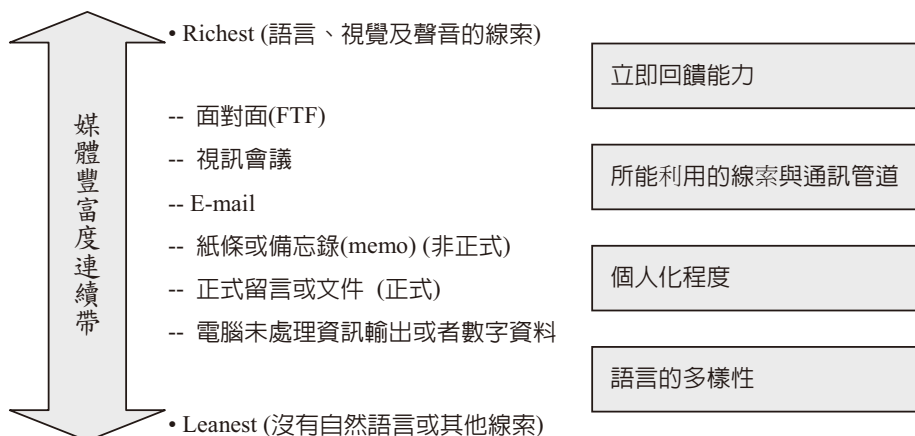 媒體豐富度連續帶
• Richest (語言、視覺及聲音的線索)
-- 面對面(FTF)
-- 視訊會議
-- E-mail
-- 紙條或備忘錄(memo) (非正式)
-- 正式留言或文件 (正式)
-- 電腦未處理資訊輸出或者數字資料
• Leanest (沒有自然語言或其他線索)
立即回饋能力
所能利用的線索與通訊管道
個人化程度
語言的多樣性